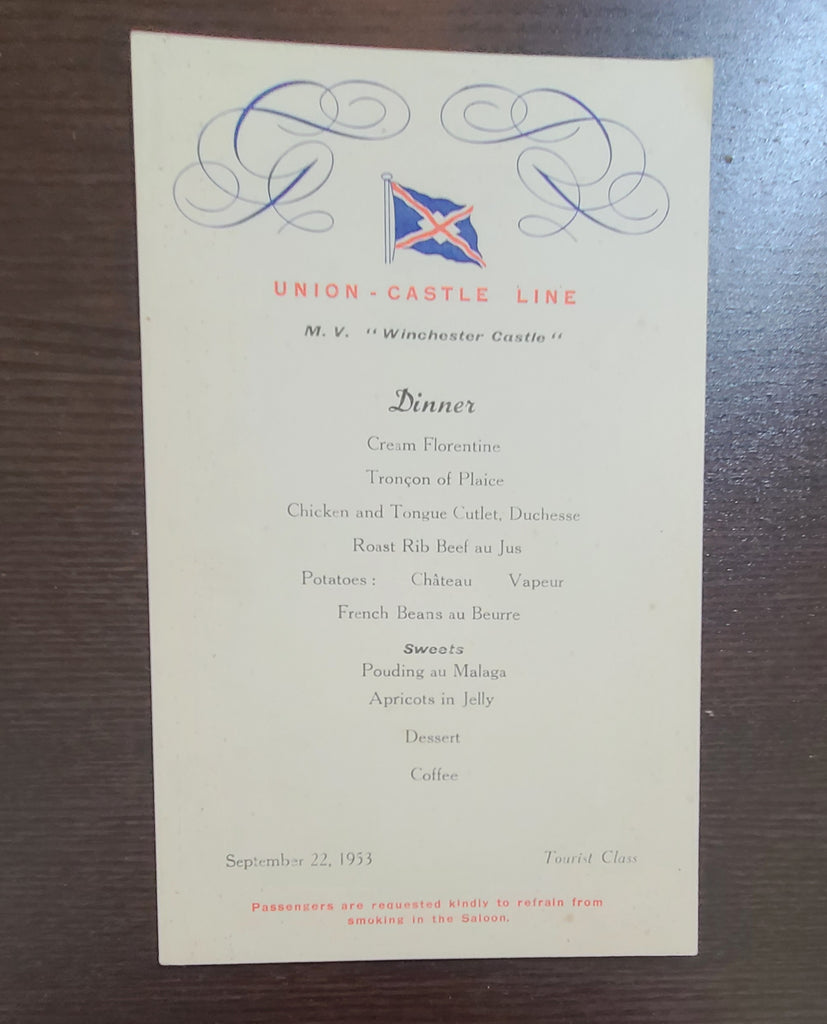 UNION - CASTLE LINE
M. V. “Winchester Castle“
Dinner
Cream Florentine
Tronçon of Plaice
Chicken and Tongue Cutlet, Duchesse
Roast Rib Beef au Jus
Potatoes : Château Vapeur
French Beans au Beurre
Sweets
Pouding au Malaga
Apricots in Jelly
Dessert
Coffee
September 22, 1953 Tourist Class
Passengers are requested kindly to refrain from
smoking in the Saloon.